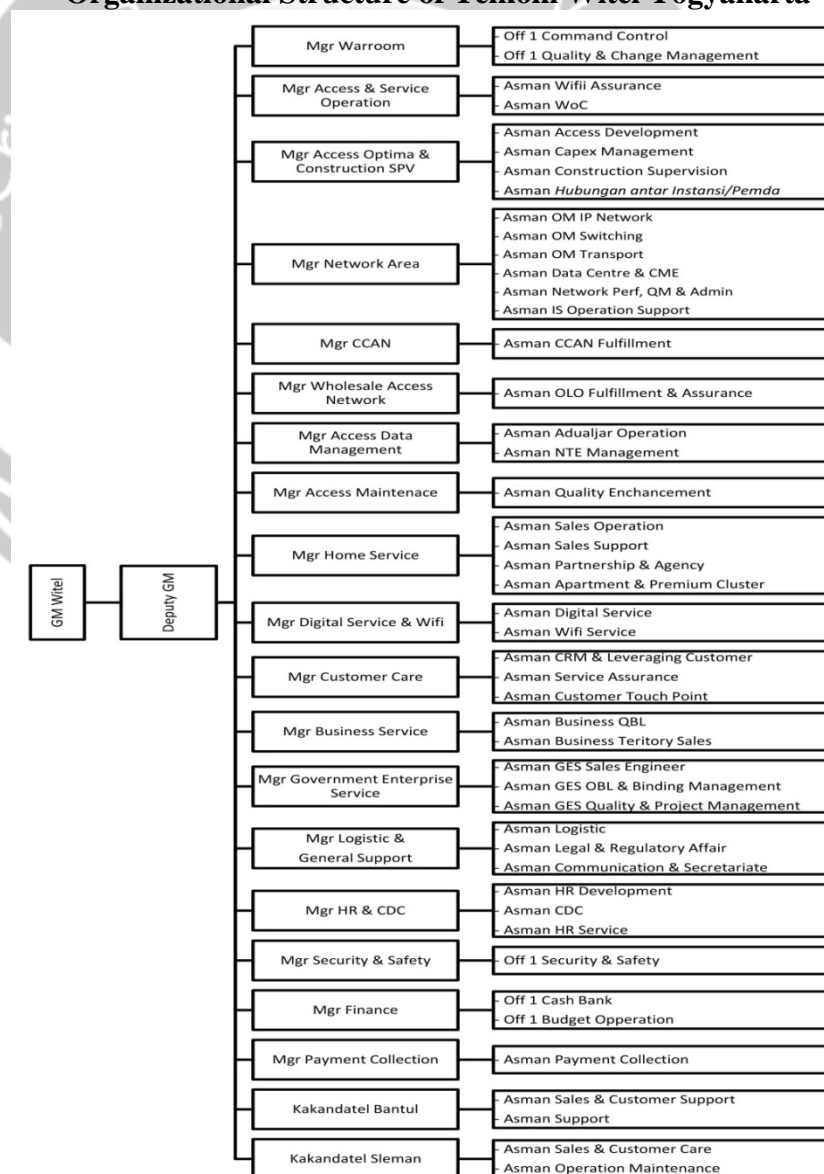 Organizational Structure of Telkom Witel Yogyakarta
GM Witel
Deputy GM
Mgr Warroom
- Off 1 Command Control
- Off 1 Quality & Change Management
Mgr Access & Service
Operation
- Asman Wifii Assurance
- Asman WoC
Mgr Access Optima &
Construction SPV
- Asman Access Development
- Asman Capex Management
- Asman Construction Supervision
- Asman Hubungan antar Instansi/Pemda
Mgr Network Area
- Asman OM IP Network
- Asman OM Switching
- Asman OM Transport
- Asman Data Centre & CME
- Asman Network Perf, QM & Admin
- Asman IS Operation Support
Mgr CCAN
- Asman CCAN Fulfillment
Mgr Wholesale Access
Network
- Asman OLO Fulfillment & Assurance
Mgr Access Data
Management
- Asman Adualjar Operation
- Asman NTE Management
Mgr Access Maintenace
- Asman Quality Enchancement
Mgr Home Service
- Asman Sales Operation
- Asman Sales Support
- Asman Partnership & Agency
- Asman Apartment & Premium Cluster
Mgr Digital Service & Wifi
- Asman Digital Service
- Asman Wifi Service
Mgr Customer Care
- Asman CRM & Leveraging Customer
- Asman Service Assurance
- Asman Customer Touch Point
Mgr Business Service
- Asman Business QBL
- Asman Business Teritory Sales
Mgr Government Enterprise
Service
- Asman GES Sales Engineer
- Asman GES OBL & Binding Management
- Asman GES Quality & Project Management
Mgr Logistic &
General Support
- Asman Logistic
- Asman Legal & Regulatory Affair
- Asman Communication & Secretariate
Mgr HR & CDC
- Asman HR Development
- Asman CDC
- Asman HR Service
Mgr Security & Safety
- Off 1 Security & Safety
Mgr Finance
- Off 1 Cash Bank
- Off 1 Budget Opperation
Mgr Payment Collection
- Asman Payment Collection
Kakandatel Bantul
- Asman Sales & Customer Support
- Asman Support
Kakandatel Sleman
- Asman Sales & Customer Care
- Asman Operation Maintenance